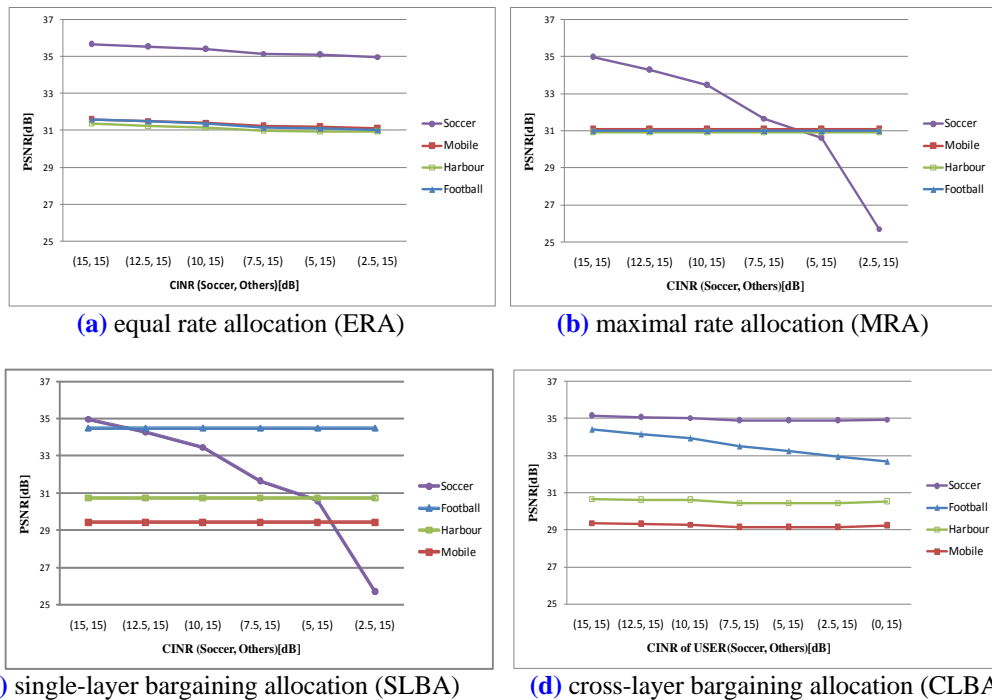 37
35
33
31
29
27
25
PSNR[dB]
(15, 15) (12.5, 15) (10, 15) (7.5, 15) (5, 15) (2.5, 15)
CINR (Soccer, Others)[dB]
Soccer
Mobile
Harbour
Football
(a) equal rate allocation (ERA)
37
35
33
31
29
27
25
PSNR[dB]
(15, 15) (12.5, 15) (10, 15) (7.5, 15) (5, 15) (2.5, 15)
CINR (Soccer, Others)[dB]
Soccer
Mobile
Harbour
Football
(b) maximal rate allocation (MRA)
37
35
33
31
29
27
25
PSNR[dB]
(15, 15) (12.5, 15) (10, 15) (7.5, 15) (5, 15) (2.5, 15)
CINR (Soccer, Others)[dB]
Soccer
Football
Harbour
Mobile
) single-layer bargaining allocation (SLBA)
37
35
33
31
29
27
25
PSNR[dB]
(15, 15) (12.5, 15) (10, 15) (7.5, 15) (5, 15) (2.5, 15) (0, 15)
CINR of USER(Soccer, Others)[dB]
Soccer
Football
Harbour
Mobile
(d) cross-layer bargaining allocation (CLBA